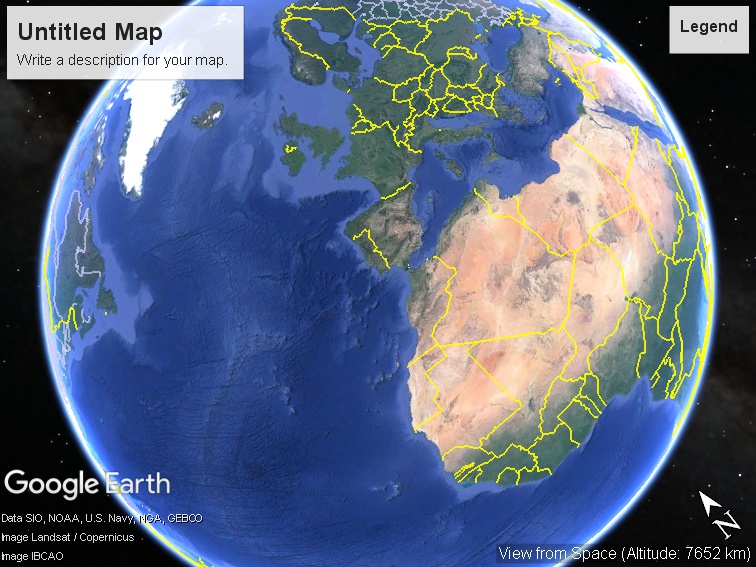 Untitled Map
Write a description for your map.
Legend
Google Earth
Data SIO, NOAA, U.S. Navy, NGA, GEBCO
Image Landsat / Copernicus
Image IBCAO
N
View from Space (Altitude: 7652 km)